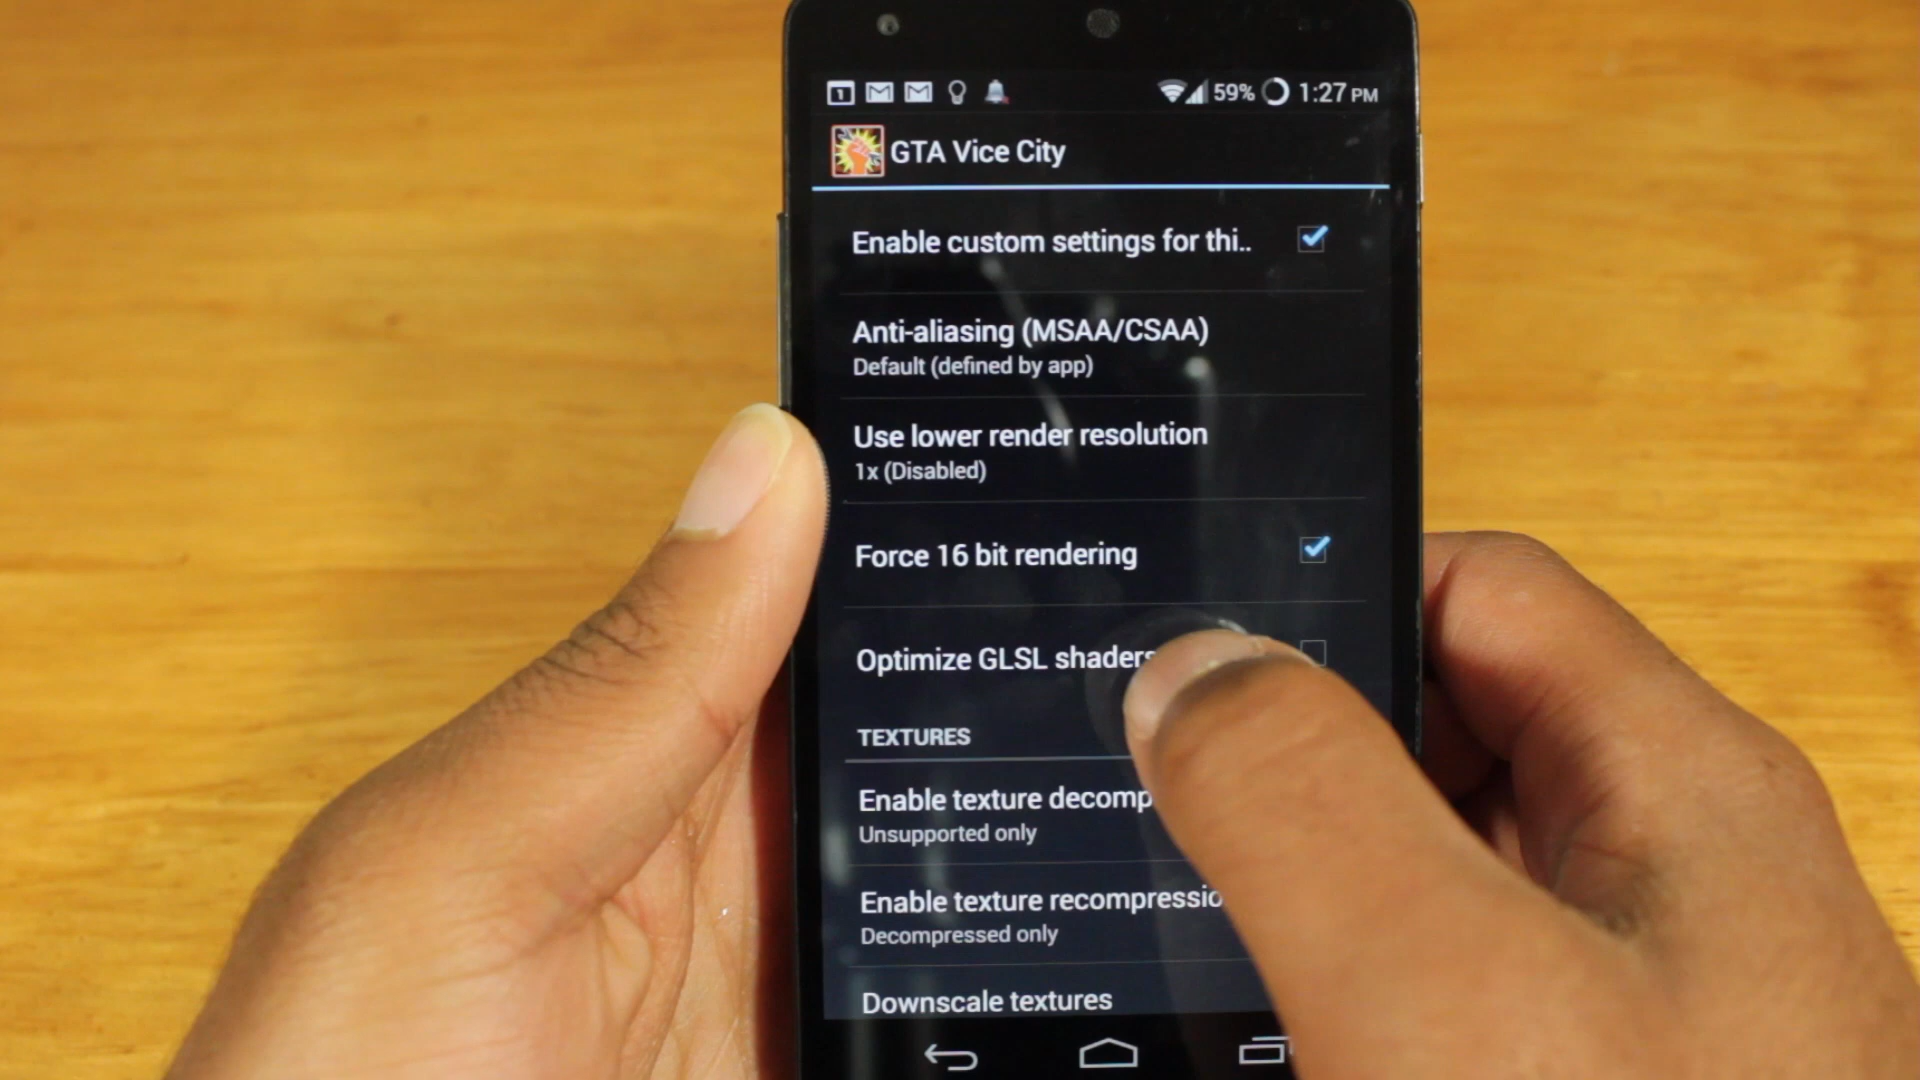 1 59% 1:27 PM
GTA Vice City
Enable custom settings for thi..
Anti-aliasing (MSAA/CSAA)
Default (defined by app)
Use lower render resolution
1x (Disabled)
Force 16 bit rendering
Optimize GLSL shaders
TEXTURES
Enable texture decomp
Unsupported only
Enable texture recompressio
Decompressed only
Downscale textures